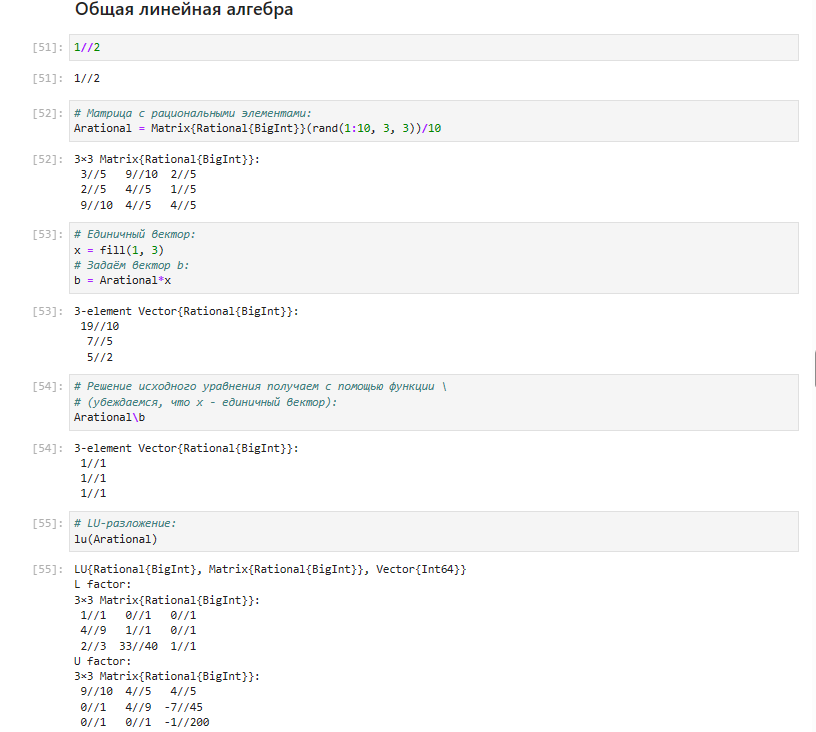 Общая линейная алгебра
[51]: 1//2
[51]: 1//2
[52]: # Матрица с рациональными элементами:
Arational = Matrix{Rational{BigInt}}(rand(1:10, 3, 3))/10
[52]: 3×3 Matrix{Rational{BigInt}}:
3//5 9//10 2//5
2//5 4//5 1//5
9//10 4//5 4//5
[53]: # Единичный вектор:
x = fill(1, 3)
# Задаём вектор b:
b = Arational*x
[53]: 3-element Vector{Rational{BigInt}}:
19//10
7//5
5//2
[54]: # Решение исходного уравнения получаем с помощью функции \
# (убеждаемся, что x - единичный вектор):
Arational\b
[54]: 3-element Vector{Rational{BigInt}}:
1//1
1//1
1//1
[55]: # LU-разложение:
lu(Arational)
[55]: LU{Rational{BigInt}, Matrix{Rational{BigInt}}, Vector{Int64}}
L factor:
3×3 Matrix{Rational{BigInt}}:
1//1 0//1 0//1
4//9 1//1 0//1
2//3 33//40 1//1
U factor:
3×3 Matrix{Rational{BigInt}}:
9//10 4//5 4//5
0//1 4//9 -7//45
0//1 0//1 -1//200